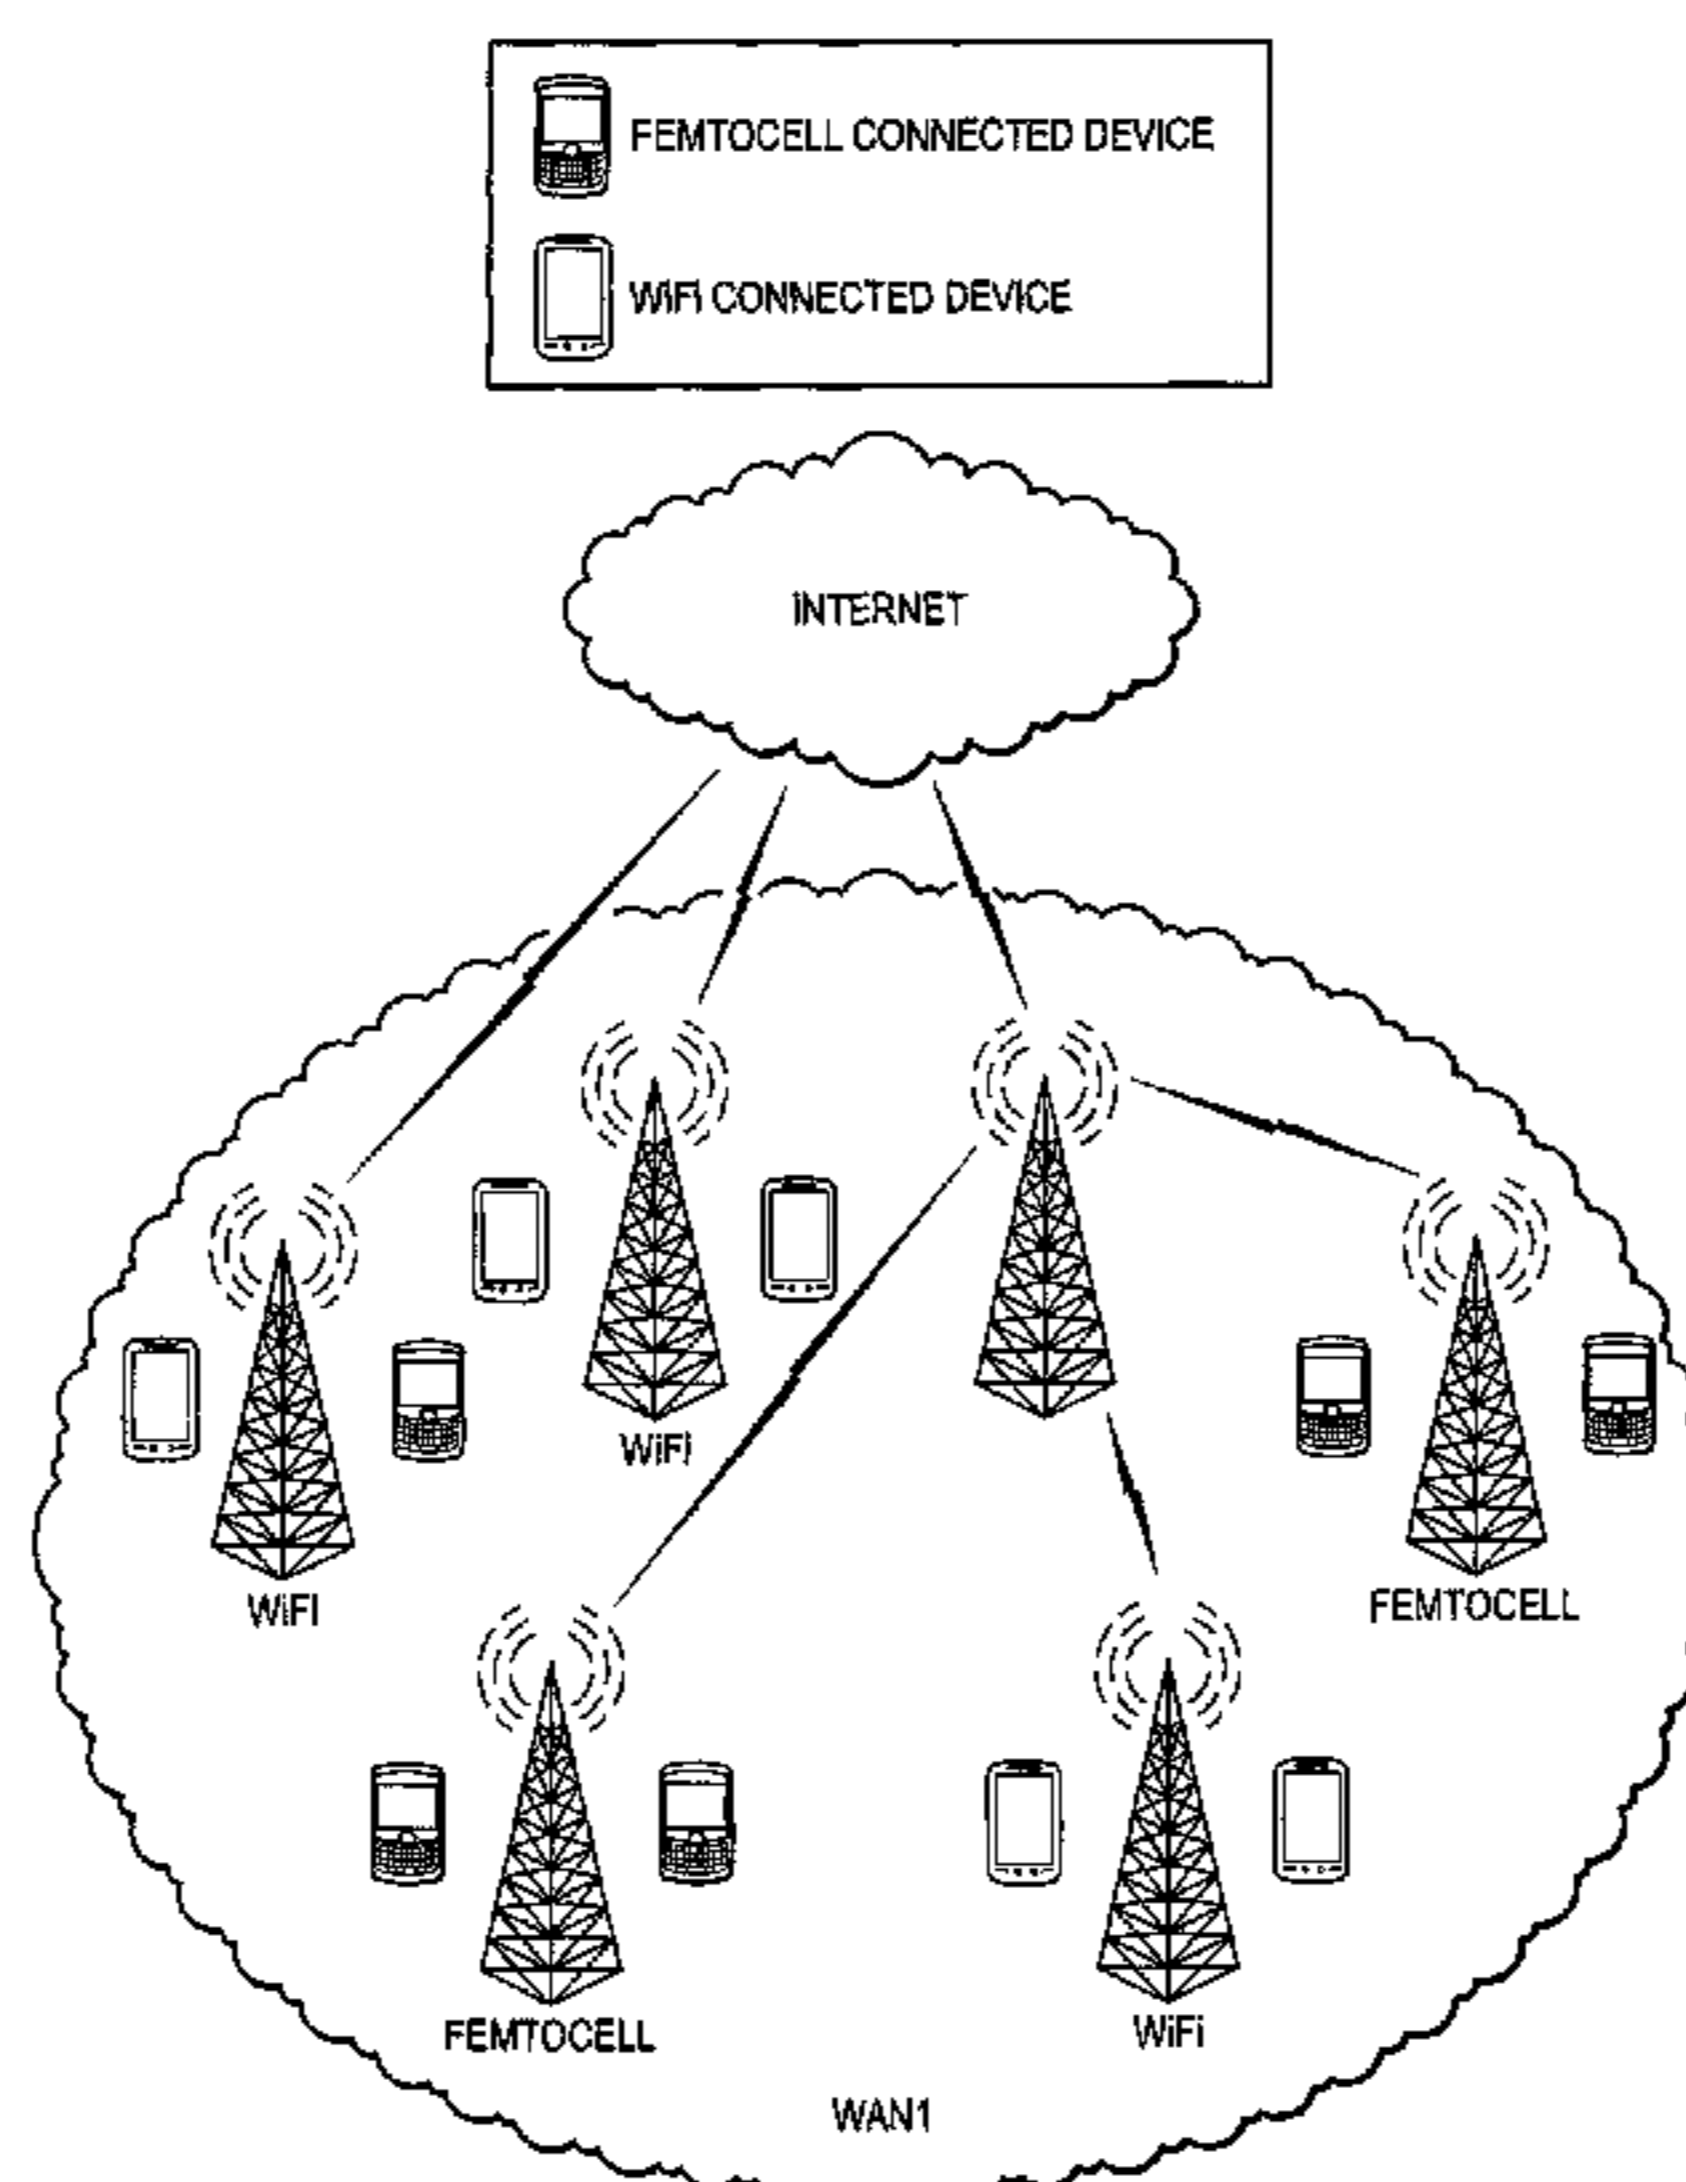 FEMTOCELL CONNECTED DEVICE
WiFi CONNECTED DEVICE
INTERNET
WiFi
WiFi
FEMTOCELL
FEMTOCELL
WiFi
WAN1